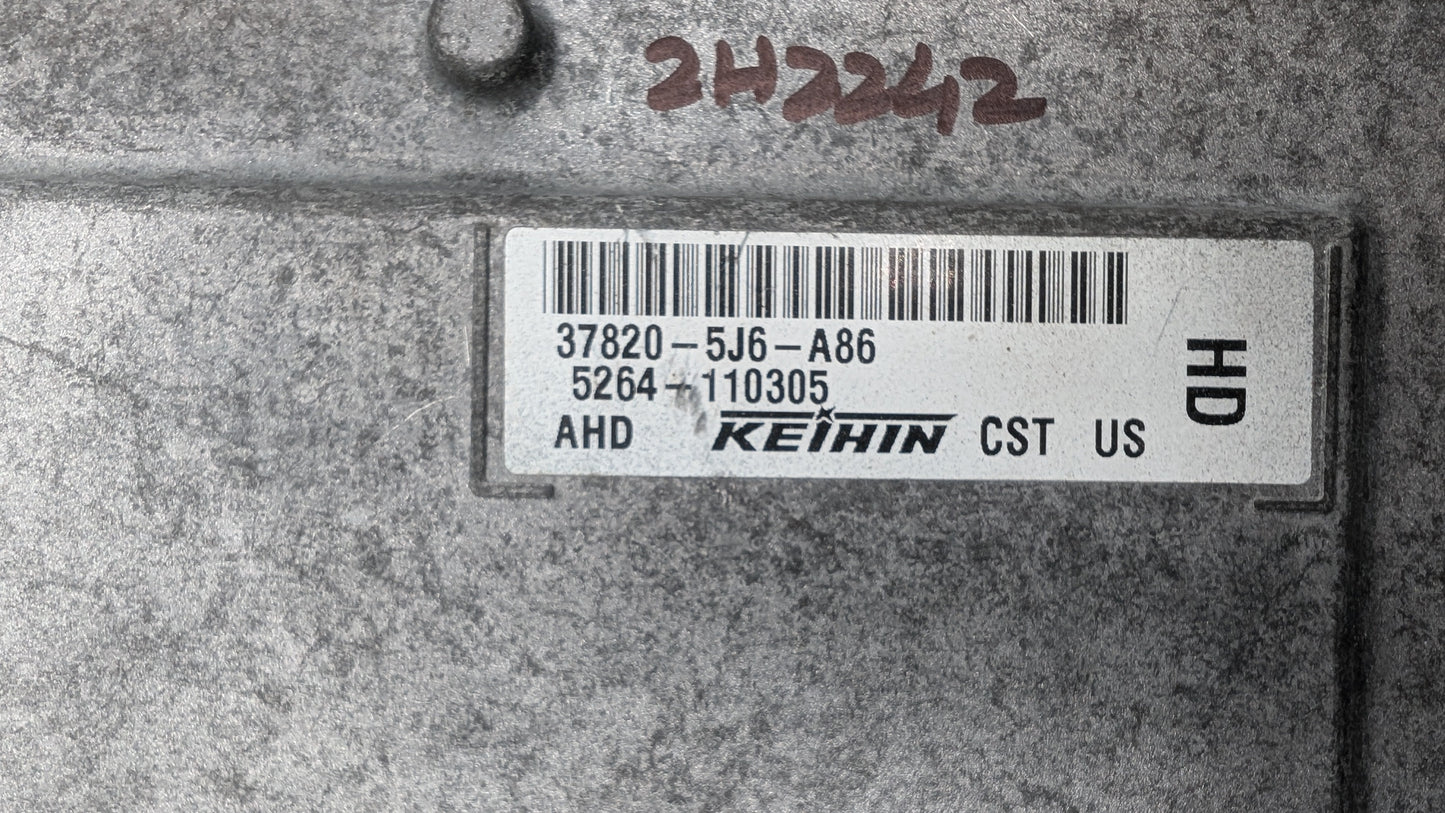 2H2242
37820-5J6-A86
5264-110305
AHD KEIHIN CST US
HD